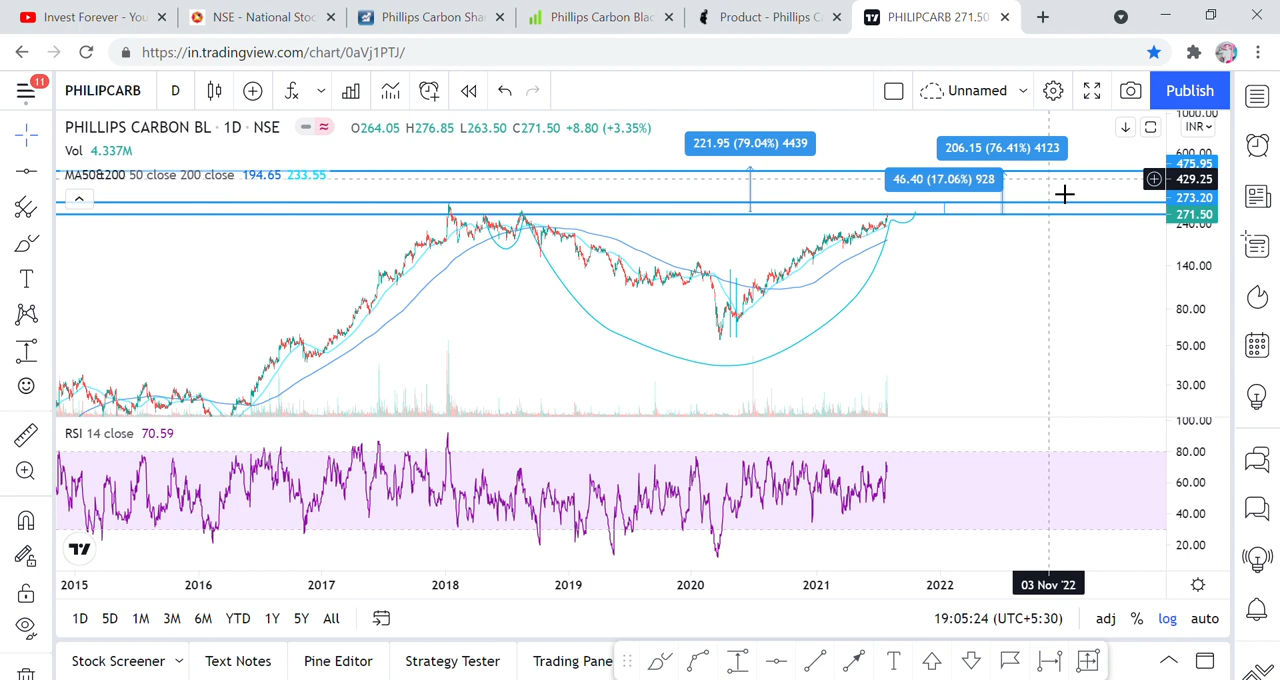 Invest Forever - You
NSE - National Stoc
Phillips Carbon Sha
Phillips Carbon Blac
Product - Phillips C
PHILIPCARB 271.50
https://in.tradingview.com/chart/0aVj1PTJ/
11
PHILIPCARB
D
Unnamed
Publish
PHILLIPS CARBON BL · 1D · NSE
O264.05 H276.85 L263.50 C271.50 +8.80 (+3.35%)
Vol 4.337M
MA50&200 50 close 200 close 194.65 233.55
221.95 (79.04%) 4439
206.15 (76.41%) 4123
46.40 (17.06%) 928
1000.00
INR
600.00
475.95
429.25
273.20
271.50
240.00
140.00
80.00
50.00
30.00
RSI 14 close 70.59
100.00
80.00
60.00
40.00
20.00
2015 2016 2017 2018 2019 2020 2021 2022 03 Nov '22
1D 5D 1M 3M 6M YTD 1Y 5Y All
19:05:24 (UTC+5:30) adj % log auto
Stock Screener Text Notes Pine Editor Strategy Tester Trading Pane